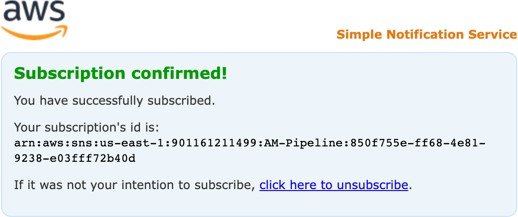 aws
Simple Notification Service
Subscription confirmed!
You have successfully subscribed.
Your subscription's id is:
arn:aws:sns:us-east-1:901161211499:AM-Pipeline:850f755e-ff68-4e81-
9238-e03fff72b40d
If it was not your intention to subscribe, click here to unsubscribe.